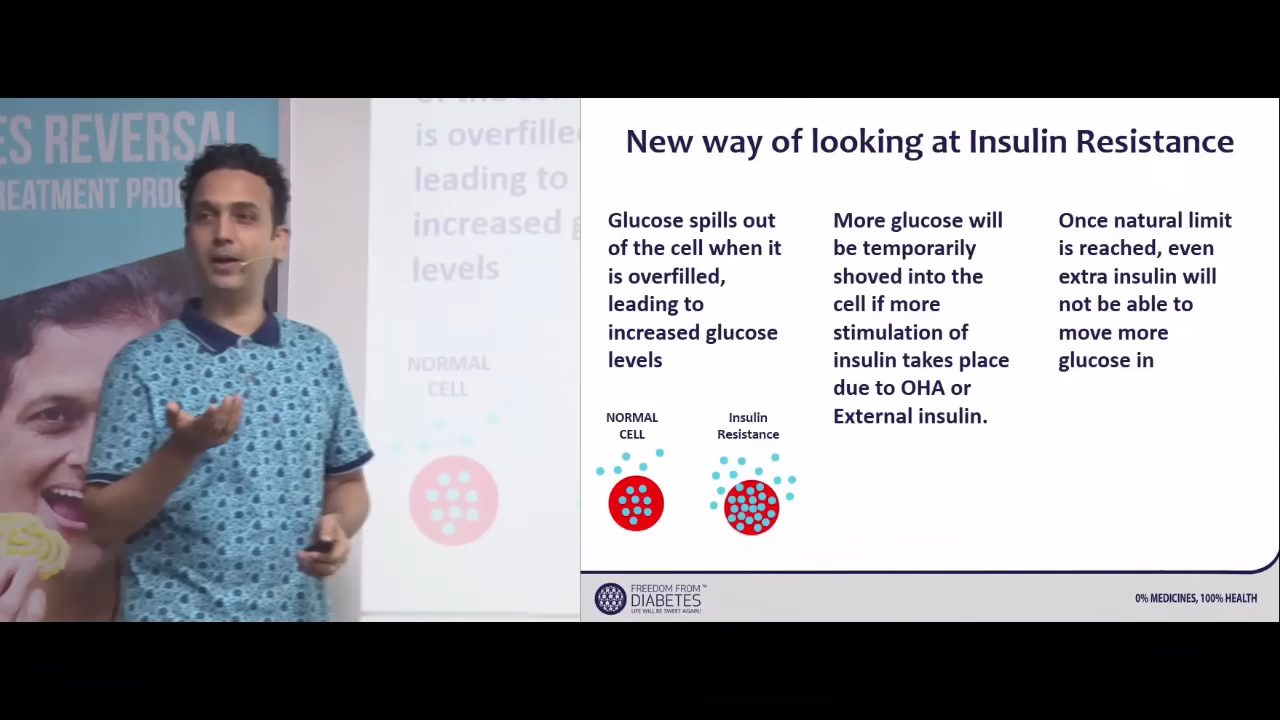 ES REVERSAL
REATMENT PRO
is overfille
leading to
increased g
levels
NORMAL
CELL
New way of looking at Insulin Resistance
Glucose spills out
of the cell when it
is overfilled,
leading to
increased glucose
levels
NORMAL
CELL
Insulin
Resistance
More glucose will
be temporarily
shoved into the
cell if more
stimulation of
insulin takes place
due to OHA or
External insulin.
Once natural limit
is reached, even
extra insulin will
not be able to
move more
glucose in
FREEDOM FROM™
DIABETES
LIFE WILL BE SWEET AGAIN!
0% MEDICINES, 100% HEALTH